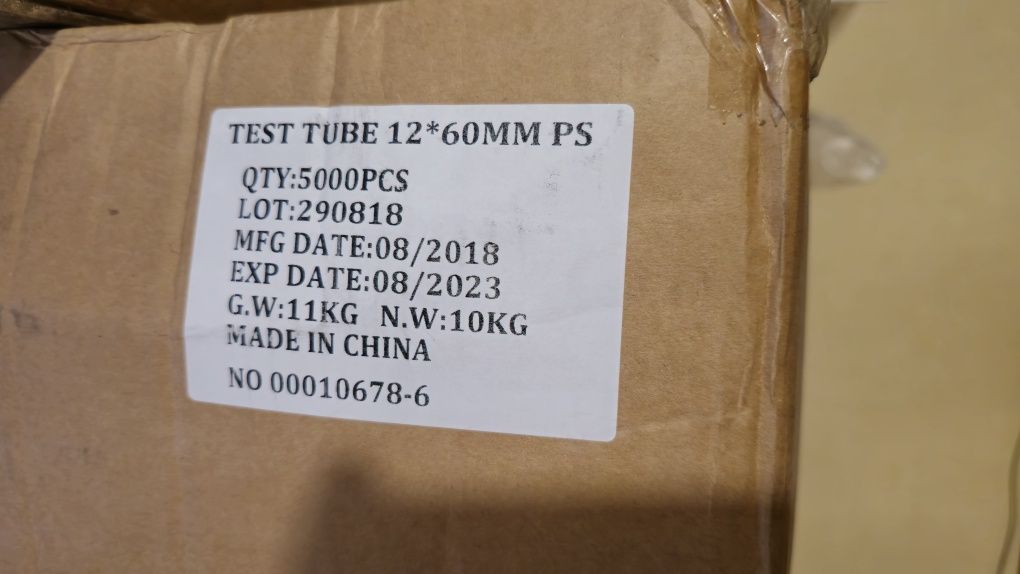 TEST TUBE 12*60MM PS
QTY:5000PCS
LOT:290818
MFG DATE:08/2018
EXP DATE:08/2023
G.W:11KG N.W:10KG
MADE IN CHINA
NO 00010678-6